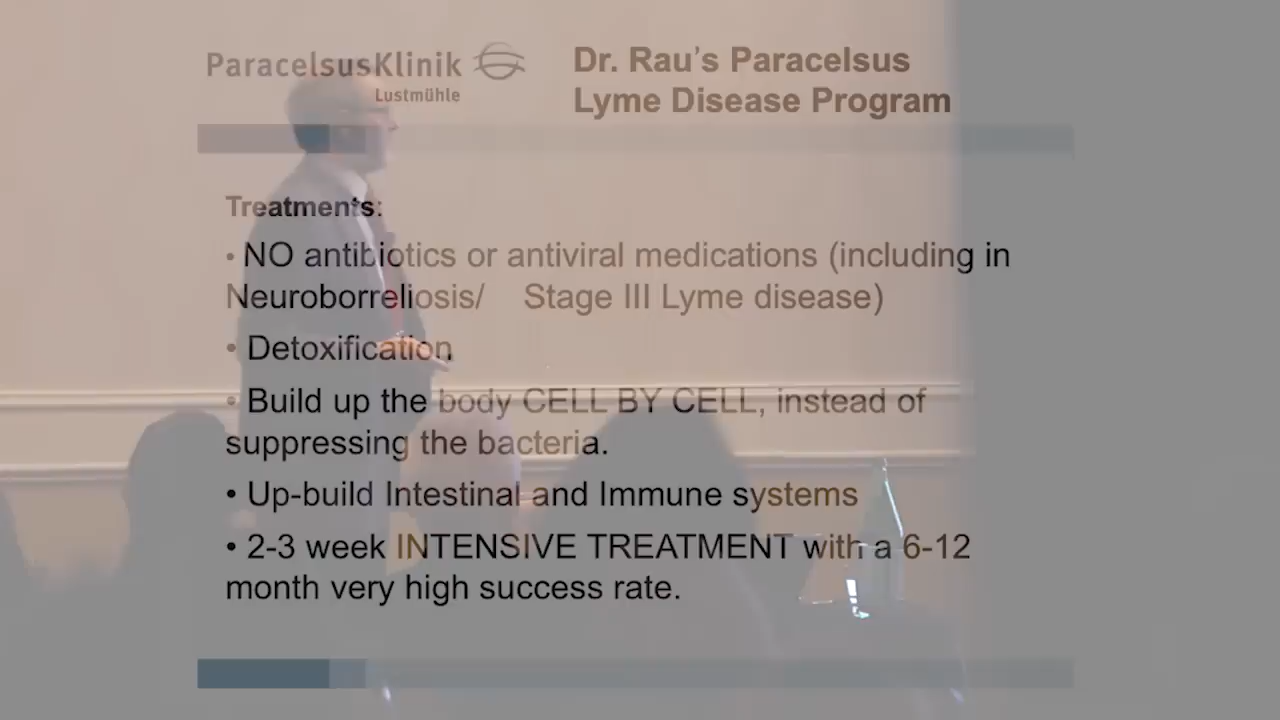 ParacelsusKlinik
Lustmühle
Dr. Rau's Paracelsus
Lyme Disease Program
Treatments:
• NO antibiotics or antiviral medications (including in
Neuroborreliosis/ Stage III Lyme disease)
• Detoxification
• Build up the body CELL BY CELL, instead of
suppressing the bacteria.
• Up-build Intestinal and Immune systems
• 2-3 week INTENSIVE TREATMENT with a 6-12
month very high success rate.